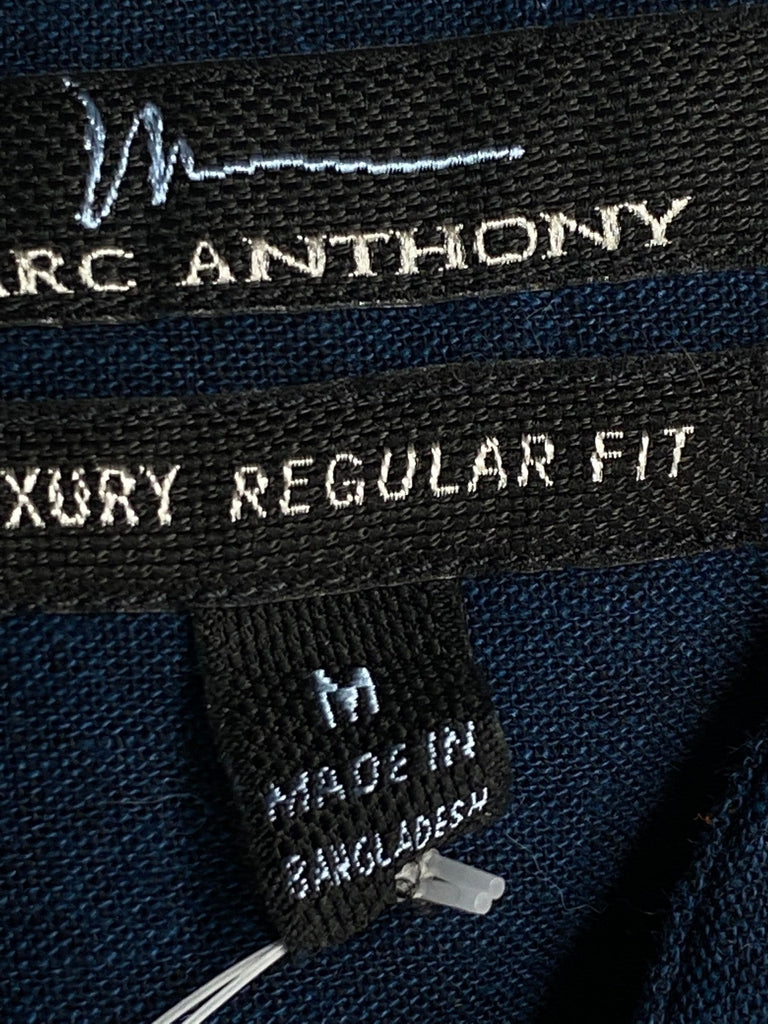 ARC ANTHONY
XURY REGULAR FIT
M
MADE IN
BANGLADESH